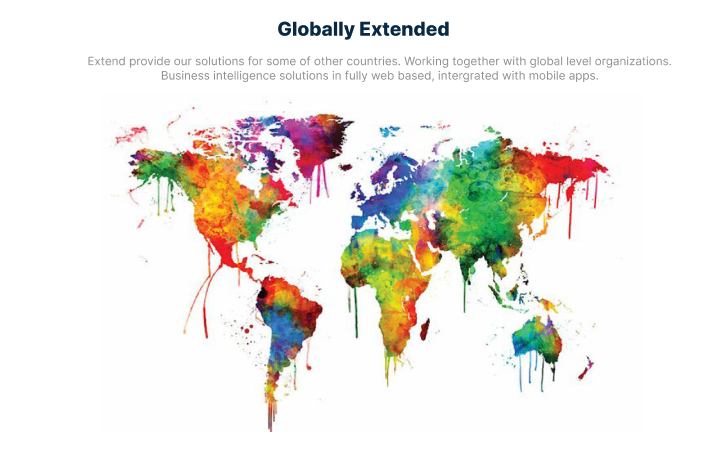 Globally Extended
Extend provide our solutions for some of other countries. Working together with global level organizations.
Business intelligence solutions in fully web based, intergrated with mobile apps.